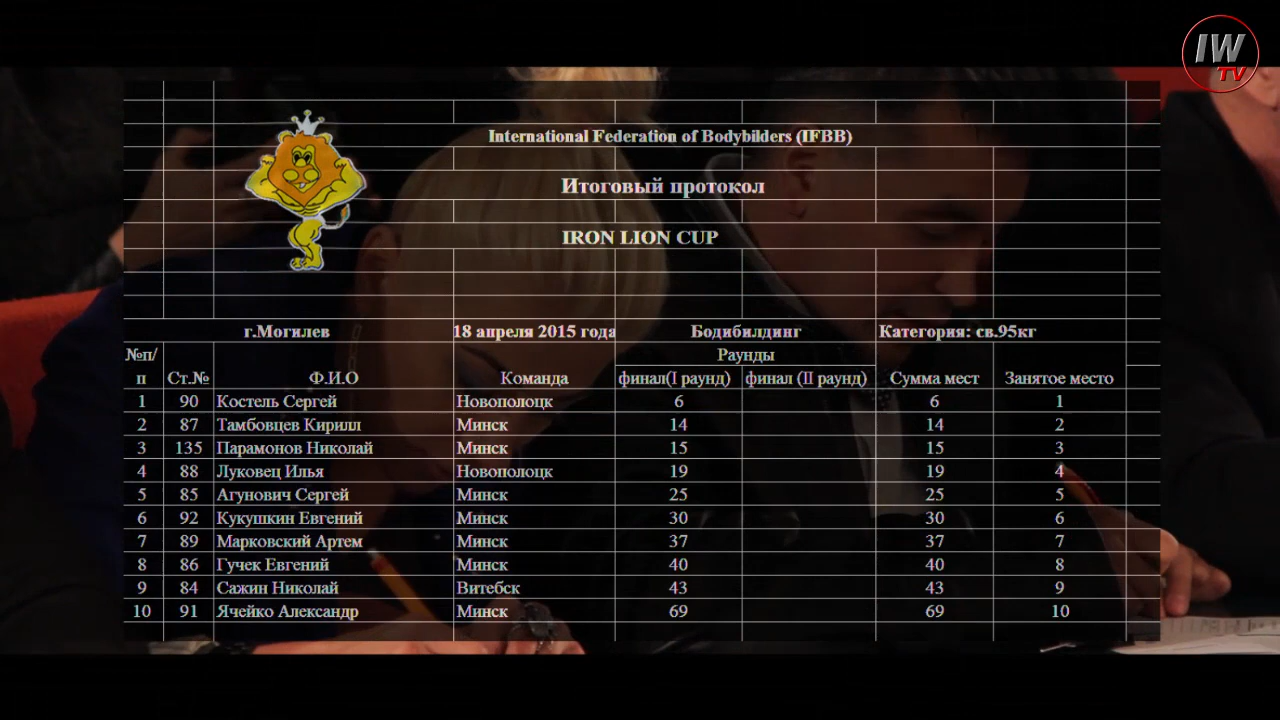 IW
TV
International Federation of Bodybilders (IFBB)
Итоговый протокол
IRON LION CUP
г.Могилев 18 апреля 2015 года Бодибилдинг Категория: св.95кг
№п/п Ст.№ Ф.И.О Команда Раунды финал(I раунд) финал (II раунд) Сумма мест Занятое место
1 90 Костель Сергей Новополоцк 6 6 1
2 87 Тамбовцев Кирилл Минск 14 14 2
3 135 Парамонов Николай Минск 15 15 3
4 88 Луковец Илья Новополоцк 19 19 4
5 85 Агунович Сергей Минск 25 25 5
6 92 Кукушкин Евгений Минск 30 30 6
7 89 Марковский Артем Минск 37 37 7
8 86 Гучек Евгений Минск 40 40 8
9 84 Сажин Николай Витебск 43 43 9
10 91 Ячейко Александр Минск 69 69 10